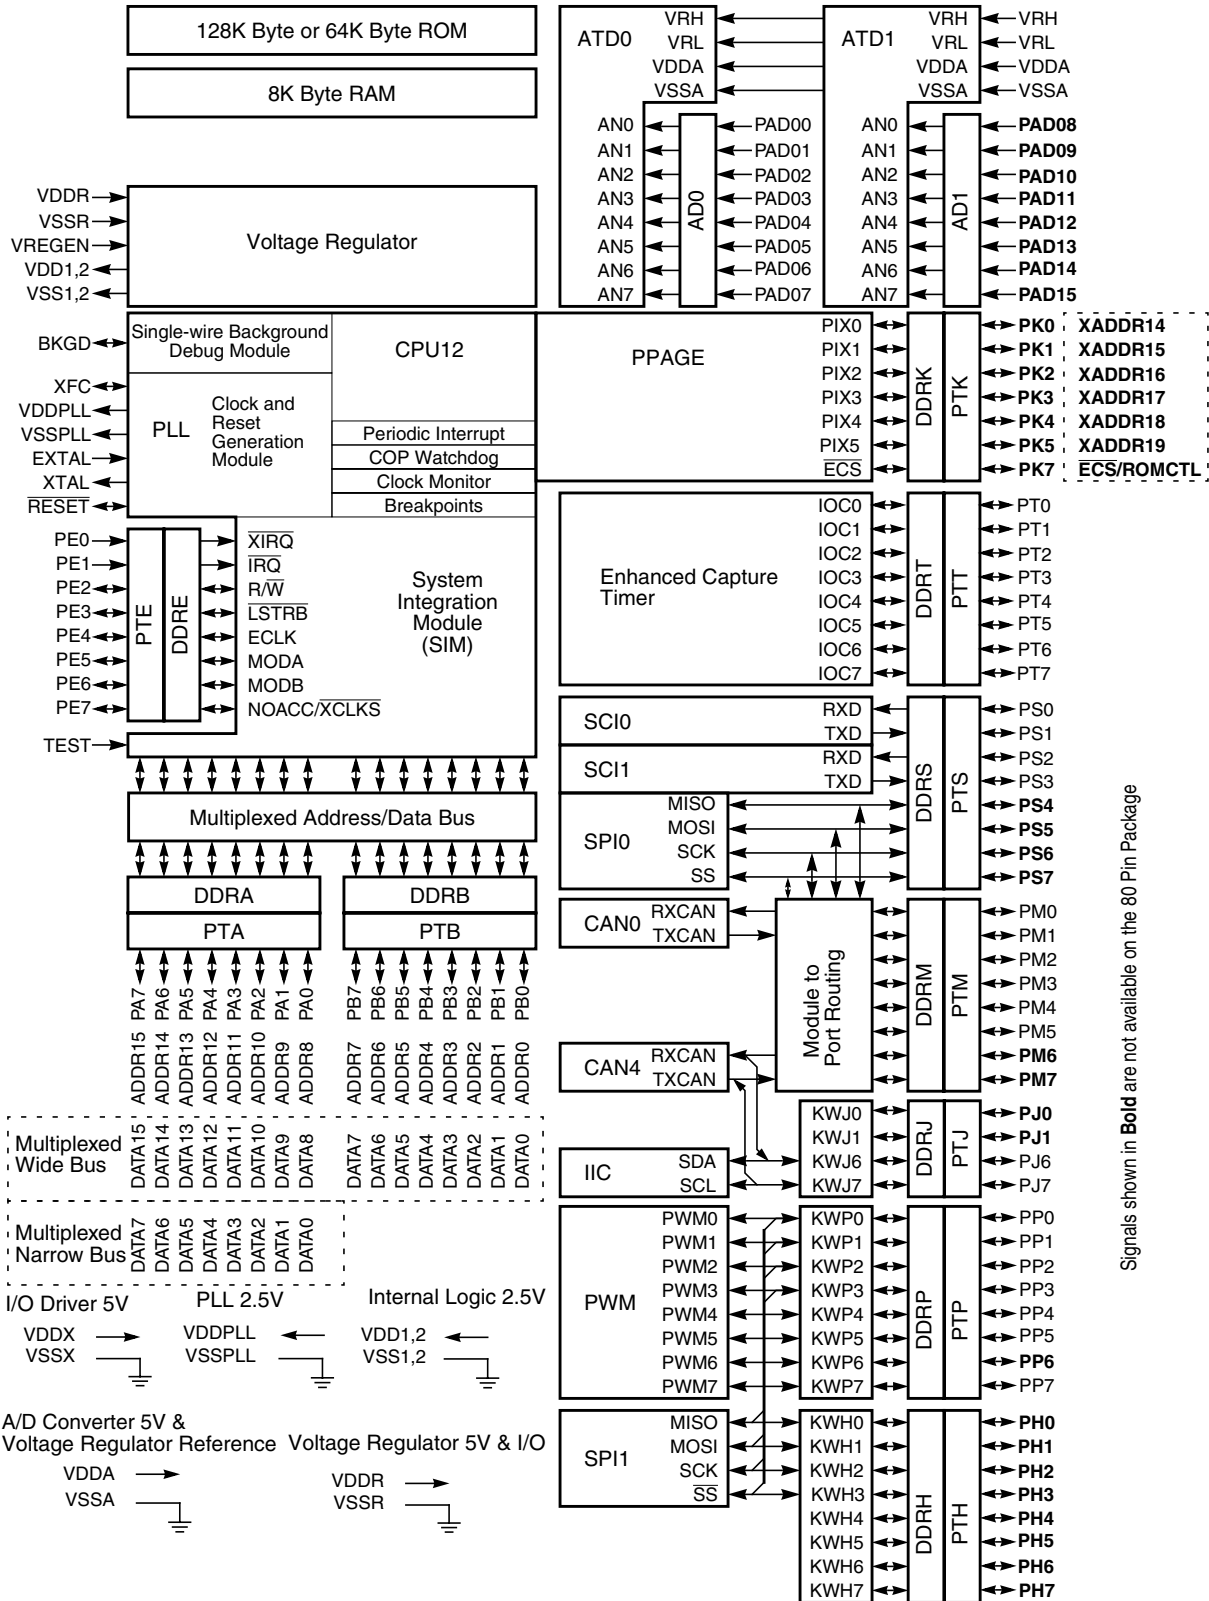 128K Byte or 64K Byte ROM
8K Byte RAM
VDDR
VSSR
VREGEN
VDD1,2
VSS1,2
Voltage Regulator
ATD0
VRH
VRL
VDDA
VSSA
AN0
AN1
AN2
AN3
AN4
AN5
AN6
AN7
AD0
PAD00
PAD01
PAD02
PAD03
PAD04
PAD05
PAD06
PAD07
ATD1
VRH
VRL
VDDA
VSSA
VRH
VRL
VDDA
VSSA
AN0
AN1
AN2
AN3
AN4
AN5
AN6
AN7
AD1
PAD08
PAD09
PAD10
PAD11
PAD12
PAD13
PAD14
PAD15
BKGD
XFC
VDDPLL
VSSPLL
EXTAL
XTAL
RESET
Single-wire Background
Debug Module
CPU12
PLL
Clock and
Reset
Generation
Module
Periodic Interrupt
COP Watchdog
Clock Monitor
Breakpoints
PPAGE
PIX0
PIX1
PIX2
PIX3
PIX4
PIX5
ECS
DDRK
PTK
PK0 XADDR14
PK1 XADDR15
PK2 XADDR16
PK3 XADDR17
PK4 XADDR18
PK5 XADDR19
PK7 ECS/ROMCTL
PE0
PE1
PE2
PE3
PE4
PE5
PE6
PE7
TEST
PTE
DDRE
XIRQ
IRQ
R/W
LSTRB
ECLK
MODA
MODB
NOACC/XCLKS
System
Integration
Module
(SIM)
Enhanced Capture
Timer
IOC0
IOC1
IOC2
IOC3
IOC4
IOC5
IOC6
IOC7
DDRT
PTT
PT0
PT1
PT2
PT3
PT4
PT5
PT6
PT7
SCI0
RXD
TXD
SCI1
RXD
TXD
SPI0
MISO
MOSI
SCK
SS
DDRS
PTS
PS0
PS1
PS2
PS3
PS4
PS5
PS6
PS7
Multiplexed Address/Data Bus
DDRA
PTA
DDRB
PTB
PA7
PA6
PA5
PA4
PA3
PA2
PA1
PA0
PB7
PB6
PB5
PB4
PB3
PB2
PB1
PB0
ADDR15
ADDR14
ADDR13
ADDR12
ADDR11
ADDR10
ADDR9
ADDR8
ADDR7
ADDR6
ADDR5
ADDR4
ADDR3
ADDR2
ADDR1
ADDR0
Multiplexed
Wide Bus
DATA15
DATA14
DATA13
DATA12
DATA11
DATA10
DATA9
DATA8
DATA7
DATA6
DATA5
DATA4
DATA3
DATA2
DATA1
DATA0
Multiplexed
Narrow Bus
DATA7
DATA6
DATA5
DATA4
DATA3
DATA2
DATA1
DATA0
CAN0
RXCAN
TXCAN
CAN4
RXCAN
TXCAN
Module to
Port Routing
DDRM
PTM
PM0
PM1
PM2
PM3
PM4
PM5
PM6
PM7
IIC
SDA
SCL
KWJ0
KWJ1
KWJ6
KWJ7
DDRJ
PTJ
PJ0
PJ1
PJ6
PJ7
PWM
PWM0
PWM1
PWM2
PWM3
PWM4
PWM5
PWM6
PWM7
KWP0
KWP1
KWP2
KWP3
KWP4
KWP5
KWP6
KWP7
DDRP
PTP
PP0
PP1
PP2
PP3
PP4
PP5
PP6
PP7
SPI1
MISO
MOSI
SCK
SS
KWH0
KWH1
KWH2
KWH3
KWH4
KWH5
KWH6
KWH7
DDRH
PTH
PH0
PH1
PH2
PH3
PH4
PH5
PH6
PH7
I/O Driver 5V
VDDX
VSSX
PLL 2.5V
VDDPLL
VSSPLL
Internal Logic 2.5V
VDD1,2
VSS1,2
A/D Converter 5V &
Voltage Regulator Reference
VDDA
VSSA
Voltage Regulator 5V & I/O
VDDR
VSSR
Signals shown in Bold are not available on the 80 Pin Package